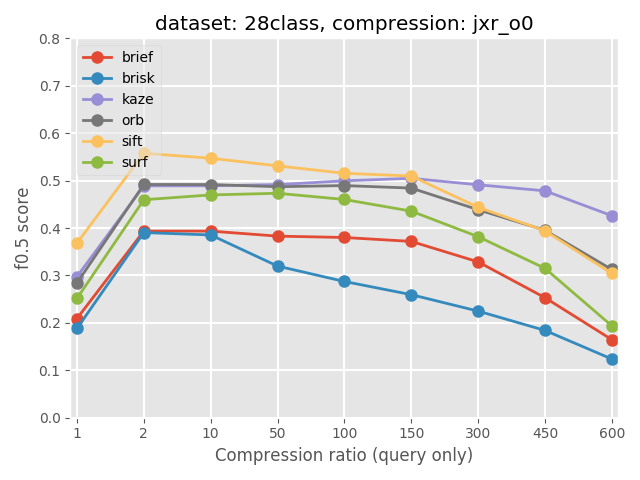 dataset: 28class, compression: jxr_o0
0.8
0.7
0.6
0.5
0.4
0.3
0.2
0.1
0.0
f0.5 score
brief
brisk
kaze
orb
sift
surf
1 2 10 50 100 150 300 450 600
Compression ratio (query only)